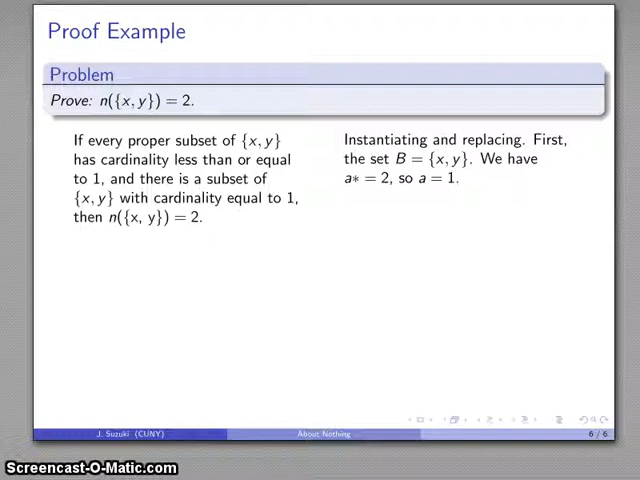 Proof Example
Problem
Prove: n({x, y}) = 2.
If every proper subset of {x, y}
has cardinality less than or equal
to 1, and there is a subset of
{x, y} with cardinality equal to 1,
then n({x, y}) = 2.
Instantiating and replacing. First,
the set B = {x, y}. We have
a∗ = 2, so a = 1.
J. Suzuki (CUNY)
About Nothing
6 / 6
Screencast-O-Matic.com